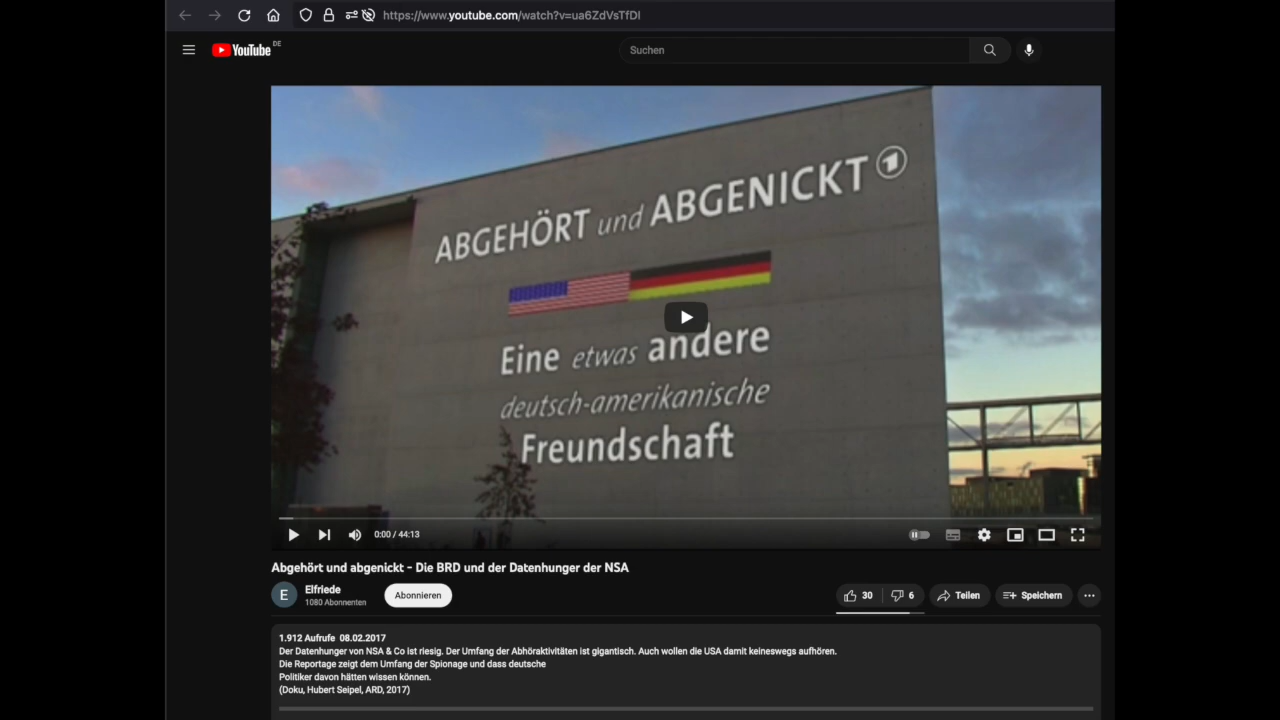 https://www.youtube.com/watch?v=ua6ZdVsTfDI
YouTube DE
Suchen
ABGEHÖRT und ABGENICKT 1
Eine etwas andere
deutsch-amerikanische
Freundschaft
0:00 / 44:13
Abgehört und abgenickt - Die BRD und der Datenhunger der NSA
E
Elfriede
1080 Abonnenten
Abonnieren
30
6
Teilen
Speichern
1.912 Aufrufe 08.02.2017
Der Datenhunger von NSA & Co ist riesig. Der Umfang der Abhöraktivitäten ist gigantisch. Auch wollen die USA damit keineswegs aufhören.
Die Reportage zeigt dem Umfang der Spionage und dass deutsche
Politiker davon hätten wissen können.
(Doku, Hubert Seipel, ARD, 2017)